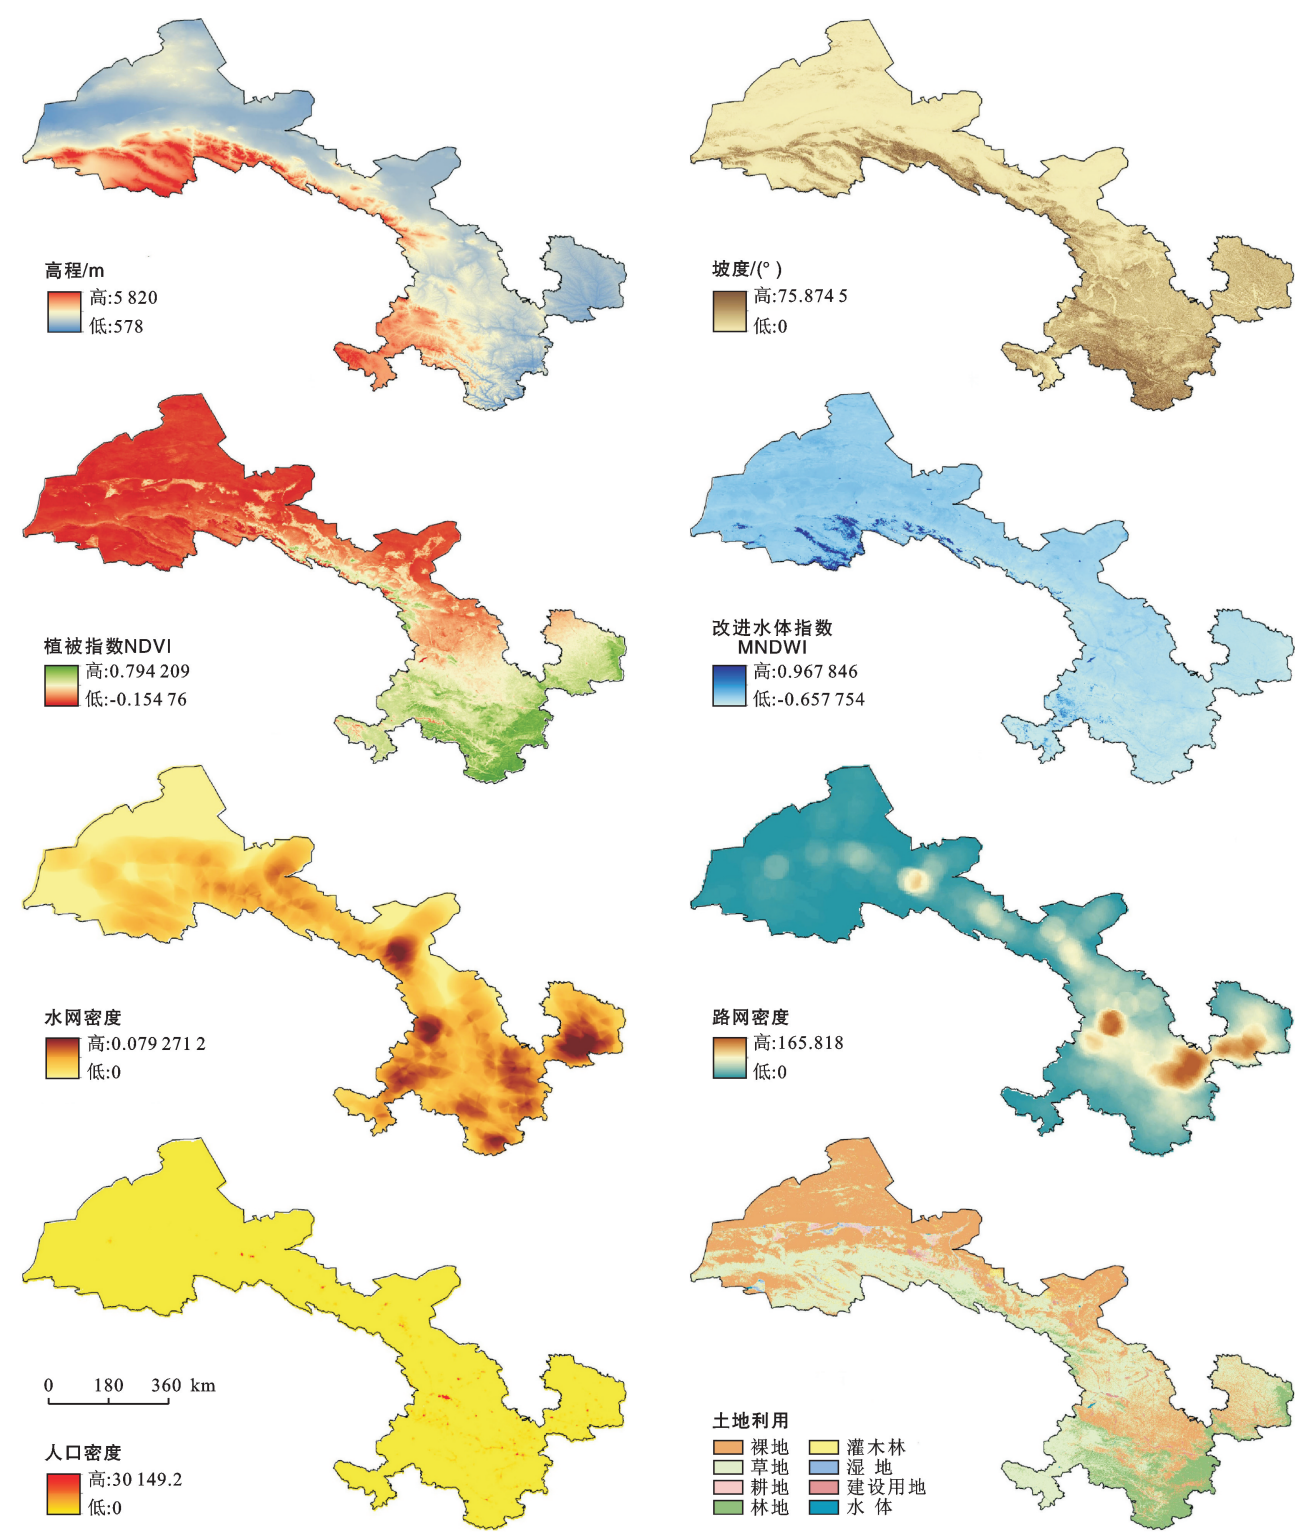 高程/m
高:5 820
低:578
坡度/(°)
高:75.874 5
低:0
植被指数NDVI
高:0.794 209
低:-0.154 76
改进水体指数
MNDWI
高:0.967 846
低:-0.657 754
水网密度
高:0.079 271 2
低:0
路网密度
高:165.818
低:0
0 180 360 km
人口密度
高:30 149.2
低:0
土地利用
裸地 灌木林
草地 湿 地
耕地 建设用地
林地 水 体